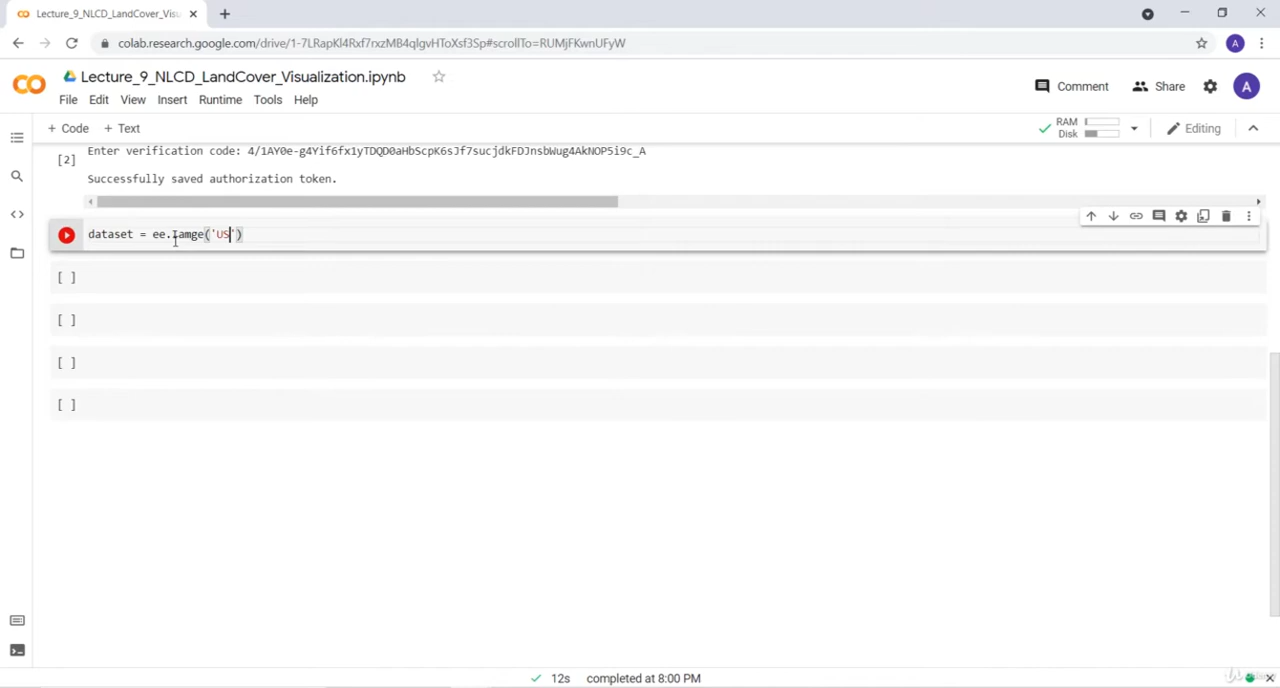 Lecture_9_NLCD_LandCover_Visu
colab.research.google.com/drive/1-7LRapKl4Rxf7rxzMB4qlgvHToXsf3Sp#scrollTo=RUMjFKwnUFyW
A
CO
Lecture_9_NLCD_LandCover_Visualization.ipynb
Comment
Share
A
File Edit View Insert Runtime Tools Help
+ Code + Text
RAM
Disk
Editing
Enter verification code: 4/1AY0e-g4Yif6fx1yTDQD0aHbScpK6sJf7sucjdkFDJnsbWug4AkNOP5i9c_A
[2]
Successfully saved authorization token.
dataset = ee.Iamge('US')
[ ]
[ ]
[ ]
[ ]
12s completed at 8:00 PM